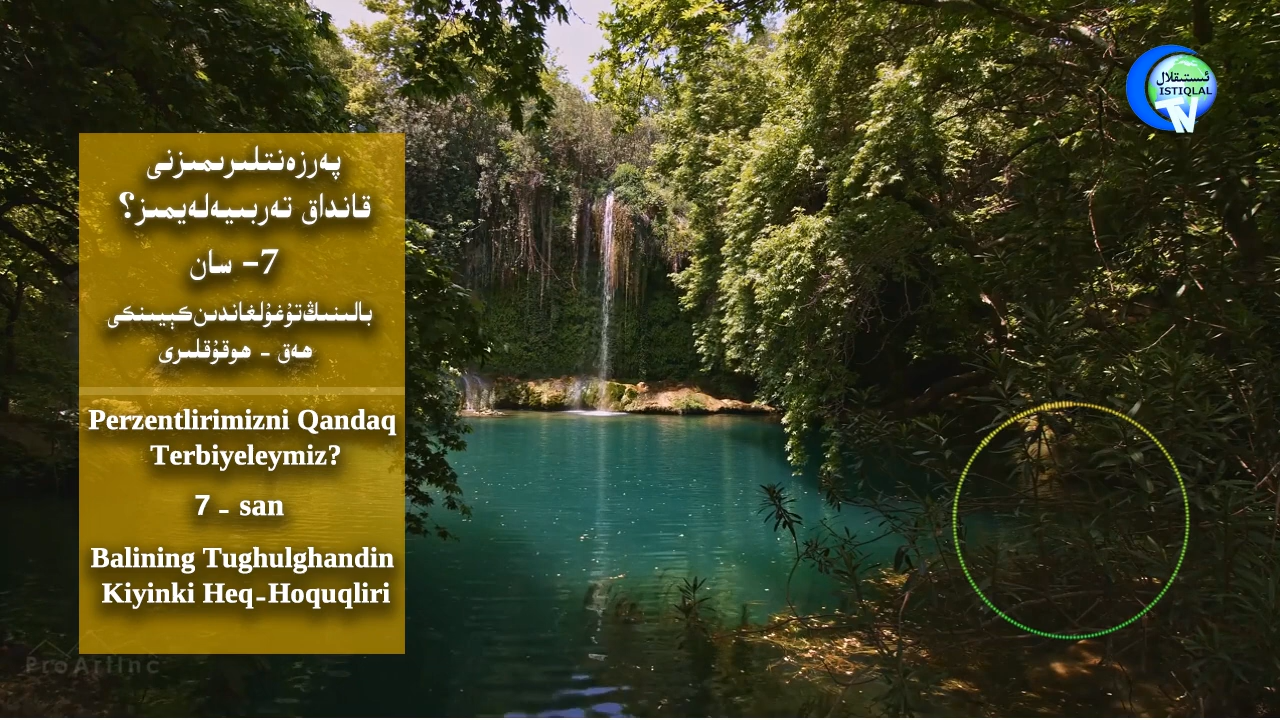 پەرزەنتلىرىمىزنى
قانداق تەربىيەلەيمىز؟
7- سان
بالىنىڭ تۇغۇلغاندىن كېيىنكى
ھەق - ھوقۇقلىرى
Perzentlirimizni Qandaq
Terbiyeleymiz?
7 - san
Balining Tughulghandin
Kiyinki Heq-Hoquqliri
ئىستىقلال
ISTIQLAL
TV
ProArtInc